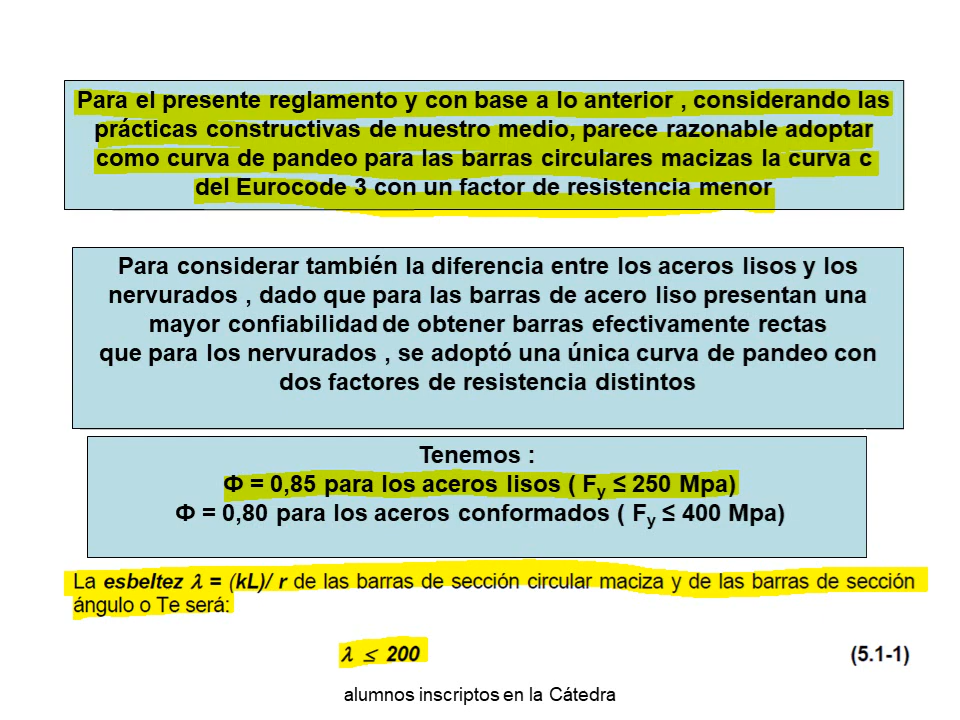 Para el presente reglamento y con base a lo anterior , considerando las
prácticas constructivas de nuestro medio, parece razonable adoptar
como curva de pandeo para las barras circulares macizas la curva c
del Eurocode 3 con un factor de resistencia menor
Para considerar también la diferencia entre los aceros lisos y los
nervurados , dado que para las barras de acero liso presentan una
mayor confiabilidad de obtener barras efectivamente rectas
que para los nervurados , se adoptó una única curva de pandeo con
dos factores de resistencia distintos
Tenemos :
Φ = 0,85 para los aceros lisos ( Fy ≤ 250 Mpa)
Φ = 0,80 para los aceros conformados ( Fy ≤ 400 Mpa)
La esbeltez λ = (kL)/ r de las barras de sección circular maciza y de las barras de sección
ángulo o Te será:
λ ≤ 200 (5.1-1)
alumnos inscriptos en la Cátedra